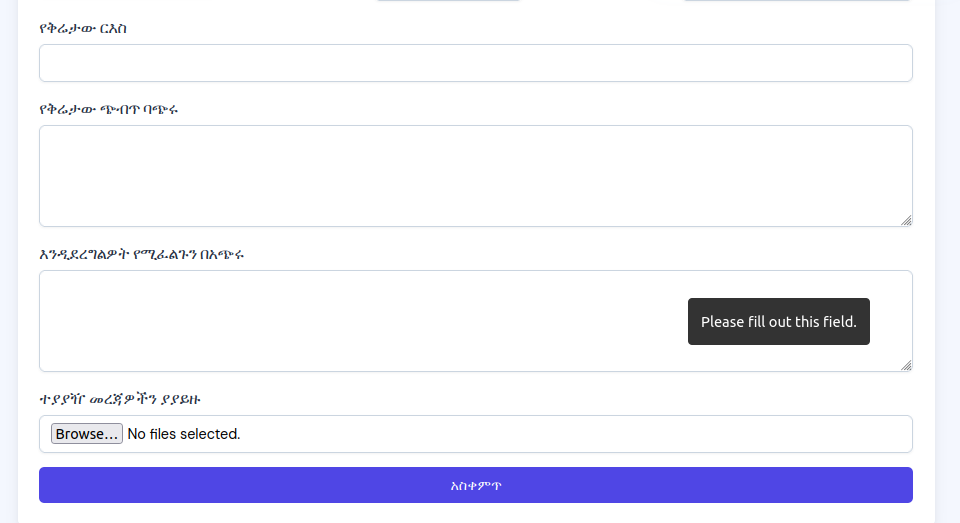 የቅሬታው ርእስ
የቅሬታው ጭብጥ ባጭሩ
እንዲደረግልዎት የሚፈልጉን በአጭሩ
Please fill out this field.
ተያያዥ መረጃዎችን ያያይዙ
Browse... No files selected.
አስቀምጥ